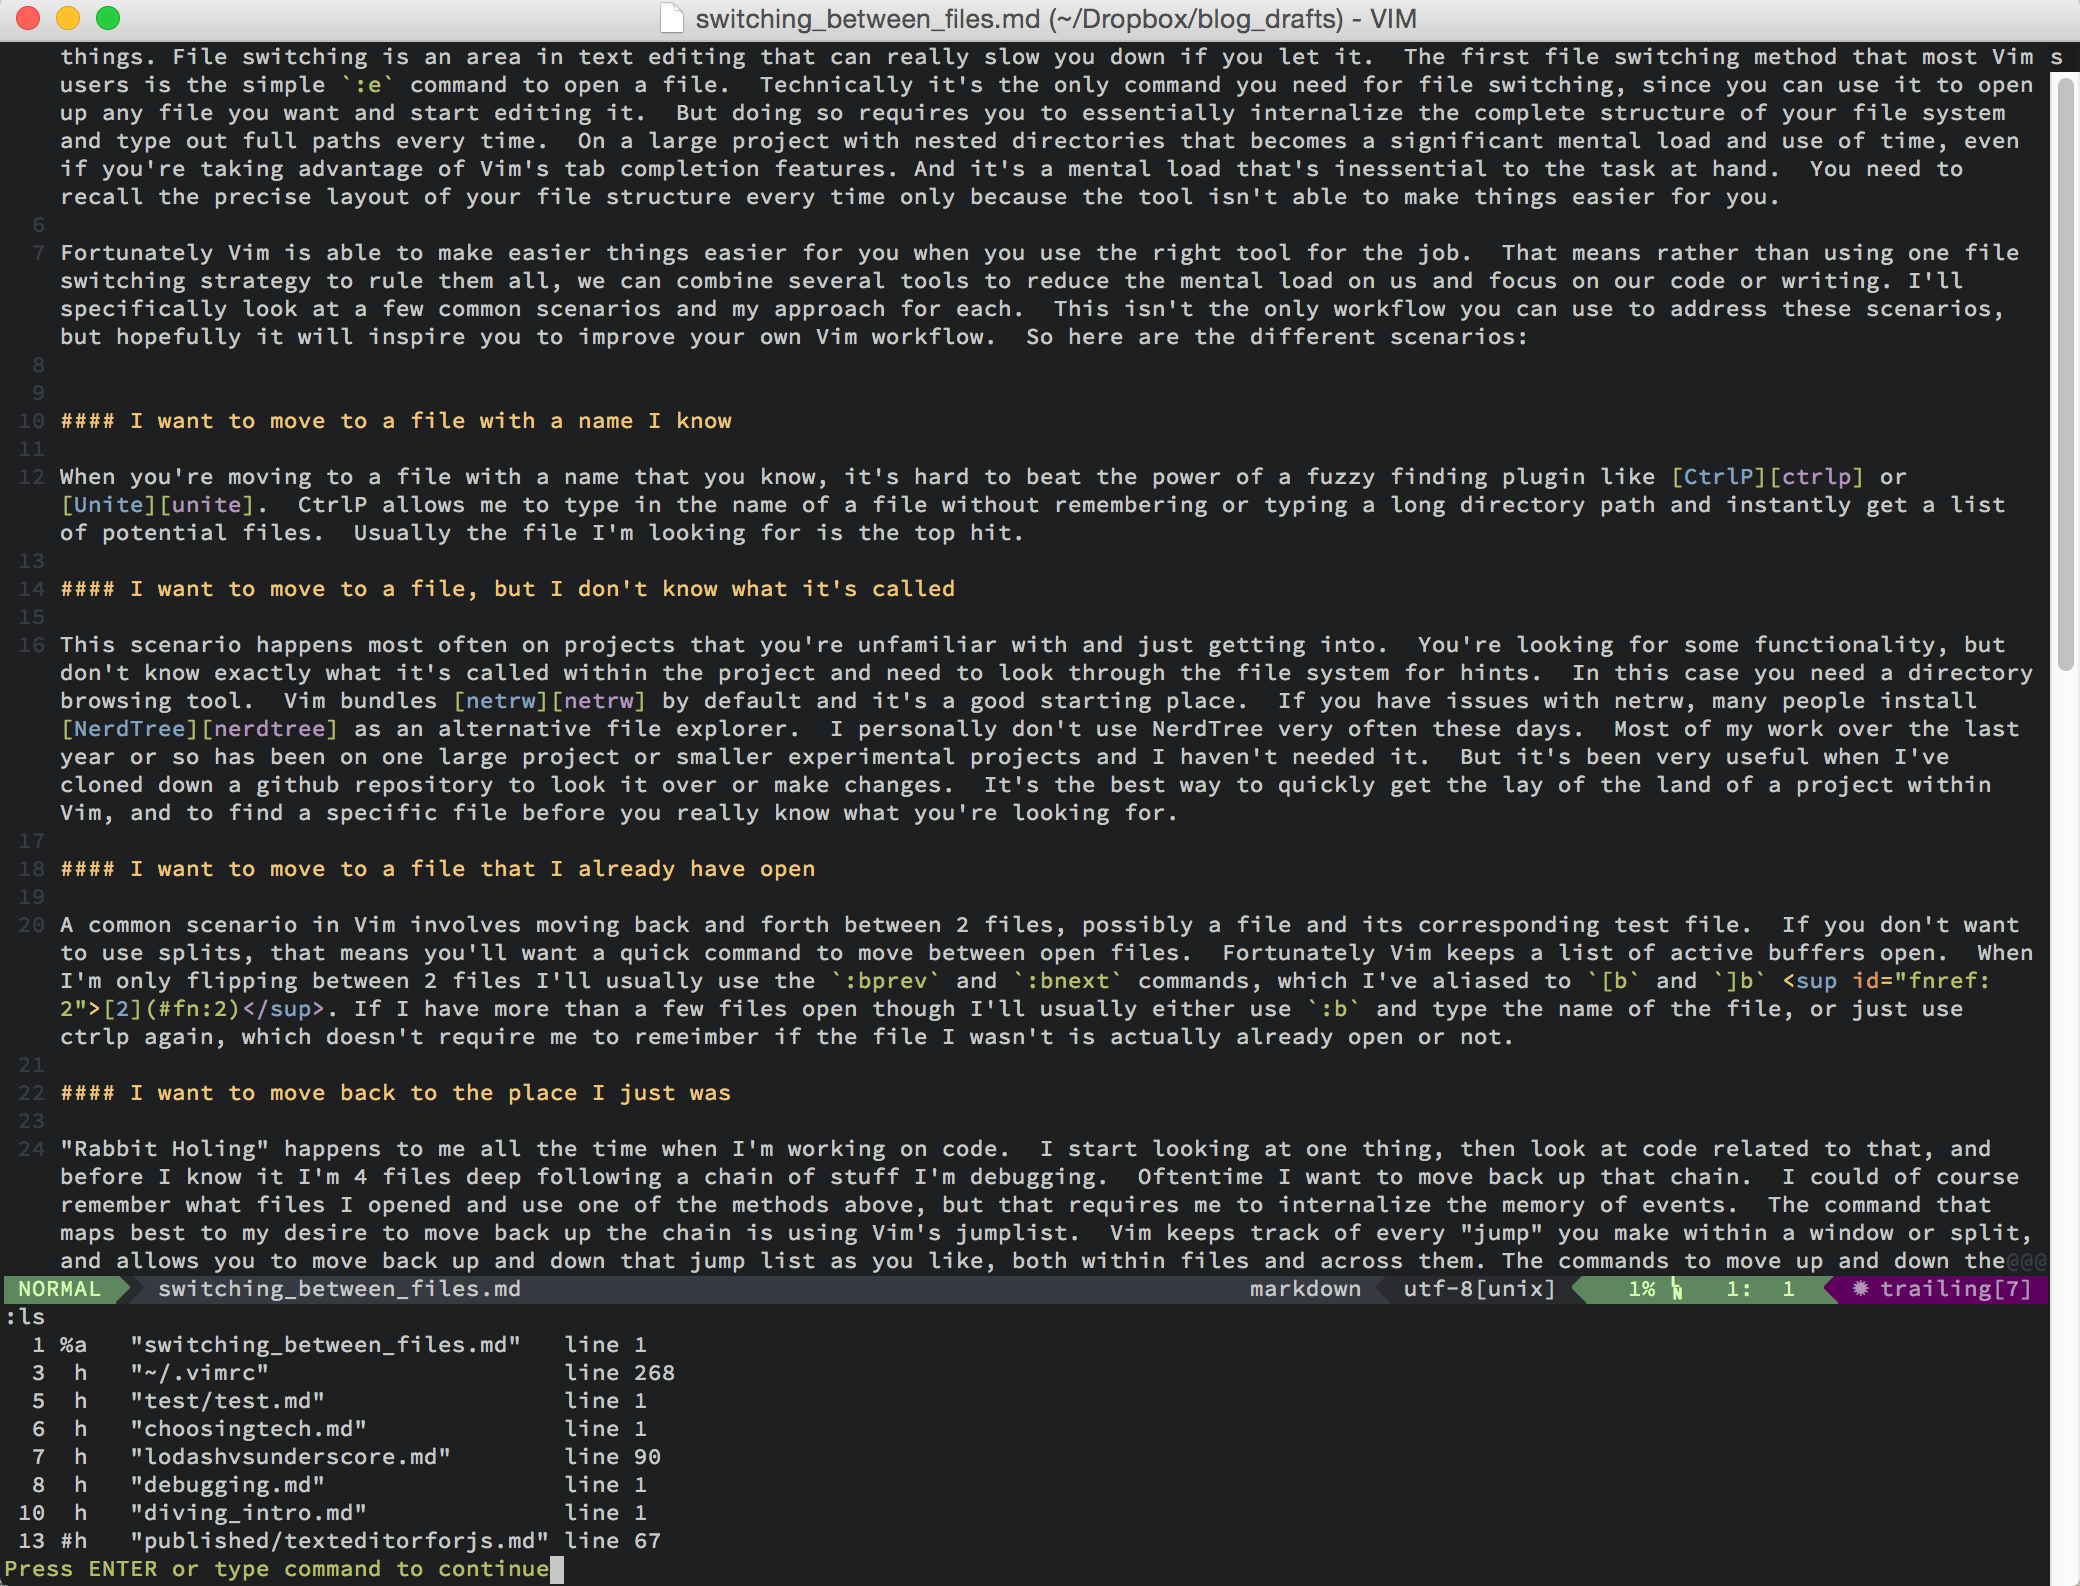 switching_between_files.md (~/Dropbox/blog_drafts) - VIM
things. File switching is an area in text editing that can really slow you down if you let it.  The first file switching method that most Vim s
users is the simple `:e` command to open a file.  Technically it's the only command you need for file switching, since you can use it to open
up any file you want and start editing it.  But doing so requires you to essentially internalize the complete structure of your file system
and type out full paths every time.  On a large project with nested directories that becomes a significant mental load and use of time, even
if you're taking advantage of Vim's tab completion features. And it's a mental load that's inessential to the task at hand.  You need to
recall the precise layout of your file structure every time only because the tool isn't able to make things easier for you.
6
7 Fortunately Vim is able to make easier things easier for you when you use the right tool for the job.  That means rather than using one file
switching strategy to rule them all, we can combine several tools to reduce the mental load on us and focus on our code or writing. I'll
specifically look at a few common scenarios and my approach for each.  This isn't the only workflow you can use to address these scenarios,
but hopefully it will inspire you to improve your own Vim workflow.  So here are the different scenarios:
8
9
10 #### I want to move to a file with a name I know
11
12 When you're moving to a file with a name that you know, it's hard to beat the power of a fuzzy finding plugin like [CtrlP][ctrlp] or
[Unite][unite].  CtrlP allows me to type in the name of a file without remembering or typing a long directory path and instantly get a list
of potential files.  Usually the file I'm looking for is the top hit.
13
14 #### I want to move to a file, but I don't know what it's called
15
16 This scenario happens most often on projects that you're unfamiliar with and just getting into.  You're looking for some functionality, but
don't know exactly what it's called within the project and need to look through the file system for hints.  In this case you need a directory
browsing tool.  Vim bundles [netrw][netrw] by default and it's a good starting place.  If you have issues with netrw, many people install
[NerdTree][nerdtree] as an alternative file explorer.  I personally don't use NerdTree very often these days.  Most of my work over the last
year or so has been on one large project or smaller experimental projects and I haven't needed it.  But it's been very useful when I've
cloned down a github repository to look it over or make changes.  It's the best way to quickly get the lay of the land of a project within
Vim, and to find a specific file before you really know what you're looking for.
17
18 #### I want to move to a file that I already have open
19
20 A common scenario in Vim involves moving back and forth between 2 files, possibly a file and its corresponding test file.  If you don't want
to use splits, that means you'll want a quick command to move between open files.  Fortunately Vim keeps a list of active buffers open.  When
I'm only flipping between 2 files I'll usually use the `:bprev` and `:bnext` commands, which I've aliased to `[b` and `]b` <sup id="fnref:
2">[2](#fn:2)</sup>. If I have more than a few files open though I'll usually either use `:b` and type the name of the file, or just use
ctrlp again, which doesn't require me to remeimber if the file I wasn't is actually already open or not.
21
22 #### I want to move back to the place I just was
23
24 "Rabbit Holing" happens to me all the time when I'm working on code.  I start looking at one thing, then look at code related to that, and
before I know it I'm 4 files deep following a chain of stuff I'm debugging.  Oftentime I want to move back up that chain.  I could of course
remember what files I opened and use one of the methods above, but that requires me to internalize the memory of events.  The command that
maps best to my desire to move back up the chain is using Vim's jumplist.  Vim keeps track of every "jump" you make within a window or split,
and allows you to move back up and down that jump list as you like, both within files and across them. The commands to move up and down the@@@
NORMAL switching_between_files.md markdown utf-8[unix] 1% LN 1: 1 ✹ trailing[7]
:ls
1 %a "switching_between_files.md" line 1
3 h "~/.vimrc" line 268
5 h "test/test.md" line 1
6 h "choosingtech.md" line 1
7 h "lodashvsunderscore.md" line 90
8 h "debugging.md" line 1
10 h "diving_intro.md" line 1
13 #h "published/texteditorforjs.md" line 67
Press ENTER or type command to continue